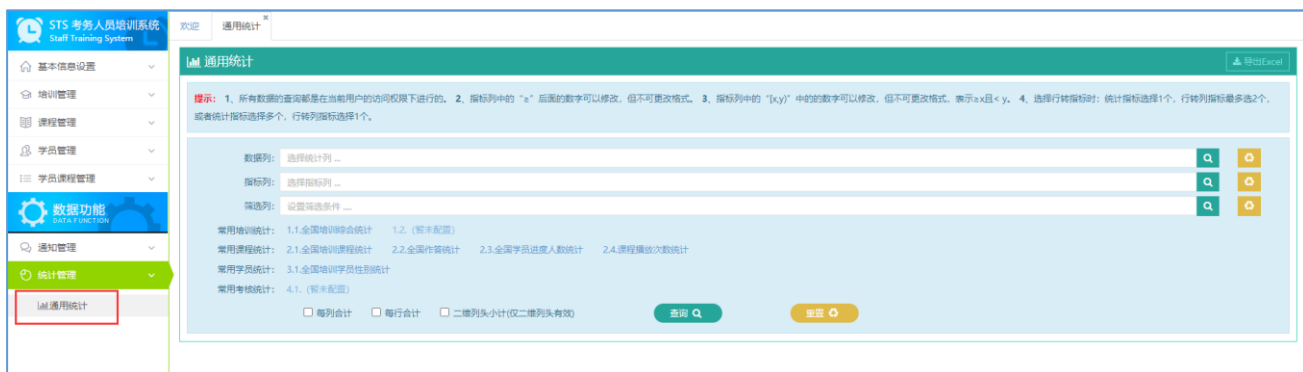 STS 考务人员培训系统
Staff Training System
欢迎
通用统计
基本信息设置
培训管理
课程管理
学员管理
学员课程管理
数据功能
DATA FUNCTION
通知管理
统计管理
通用统计
通用统计
导出Excel
提示： 1、所有数据的查询都是在当前用户的访问权限下进行的。 2、指标列中的 "≥" 后面的数字可以修改，但不可更改格式。 3、指标列中的 "[x,y)" 中的的数字可以修改，但不可更改格式，表示≥x且< y。 4、选择行转指标时：统计指标选择1个，行转列指标最多选2个，
或者统计指标选择多个，行转列指标选择1个。
数据列： 选择统计列 ...
指标列： 选择指标列 ...
筛选列： 设置筛选条件 ....
常用培训统计： 1.1.全国培训综合统计 1.2.（暂未配置）
常用课程统计： 2.1.全国培训课程统计 2.2.全国作答统计 2.3.全国学员进度人数统计 2.4.课程播放次数统计
常用学员统计： 3.1.全国培训学员性别统计
常用考核统计： 4.1.（暂未配置）
每列合计 每行合计 二维列头小计(仅二维列头有效) 查询 重置